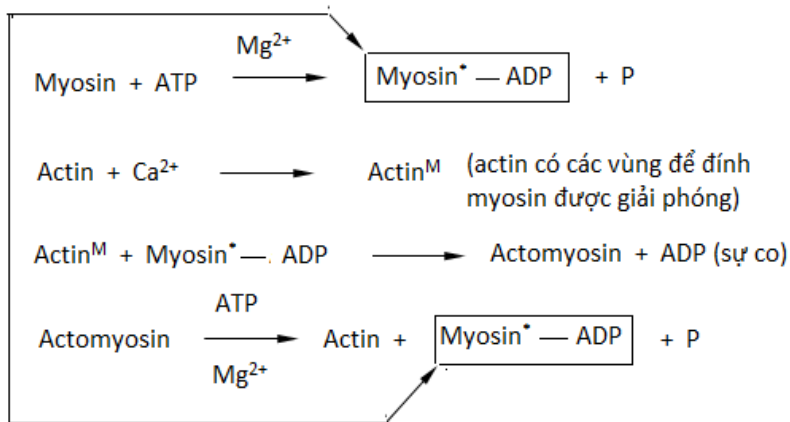 Mg²⁺
Myosin + ATP ⟶ Myosin* — ADP + P
Actin + Ca²⁺ ⟶ Actinᴹ (actin có các vùng để đính
myosin được giải phóng)
Actinᴹ + Myosin* — ADP ⟶ Actomyosin + ADP (sự co)
ATP
Actomyosin ⟶ Actin + Myosin* — ADP + P
Mg²⁺